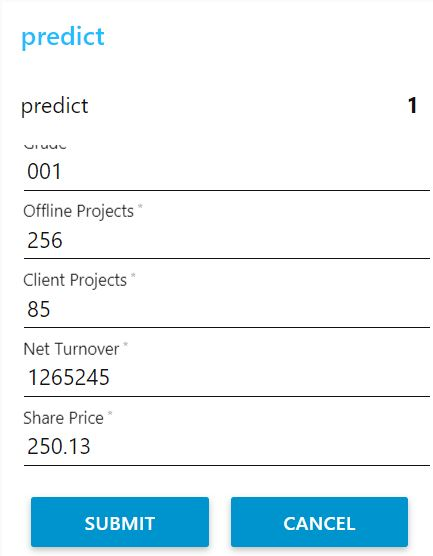 predict
predict 1
Grade
001
Offline Projects *
256
Client Projects *
85
Net Turnover *
1265245
Share Price *
250.13
SUBMIT CANCEL